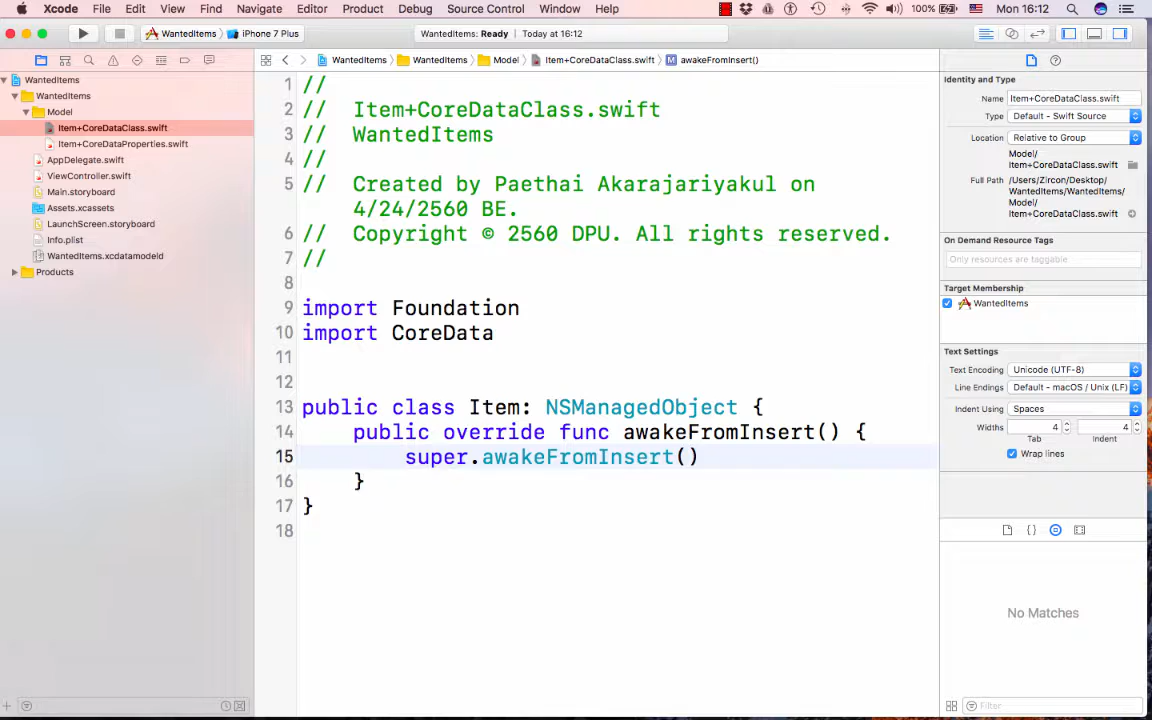 Xcode File Edit View Find Navigate Editor Product Debug Source Control Window Help 100% Mon 16:12
WantedItems iPhone 7 Plus WantedItems: Ready Today at 16:12
WantedItems WantedItems Model Item+CoreDataClass.swift awakeFromInsert()
WantedItems
WantedItems
Model
Item+CoreDataClass.swift
Item+CoreDataProperties.swift
AppDelegate.swift
ViewController.swift
Main.storyboard
Assets.xcassets
LaunchScreen.storyboard
Info.plist
WantedItems.xcdatamodeld
Products
1 //
2 // Item+CoreDataClass.swift
3 // WantedItems
4 //
5 // Created by Paethai Akarajariyakul on
4/24/2560 BE.
6 // Copyright © 2560 DPU. All rights reserved.
7 //
8
9 import Foundation
10 import CoreData
11
12
13 public class Item: NSManagedObject {
14 public override func awakeFromInsert() {
15 super.awakeFromInsert()
16 }
17 }
18
Identity and Type
Name Item+CoreDataClass.swift
Type Default - Swift Source
Location Relative to Group
Model/
Item+CoreDataClass.swift
Full Path /Users/Zircon/Desktop/
WantedItems/WantedItems/
Model/
Item+CoreDataClass.swift
On Demand Resource Tags
Only resources are taggable
Target Membership
WantedItems
Text Settings
Text Encoding Unicode (UTF-8)
Line Endings Default - macOS / Unix (LF)
Indent Using Spaces
Widths 4 4
Tab Indent
Wrap lines
{ }
No Matches
Filter